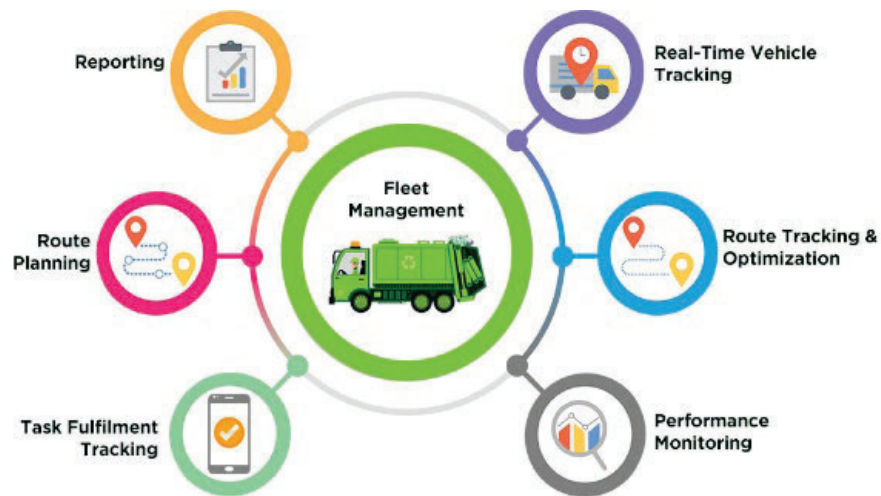 Reporting
Real-Time Vehicle
Tracking
Fleet
Management
Route
Planning
Route Tracking &
Optimization
Task Fulfilment
Tracking
Performance
Monitoring